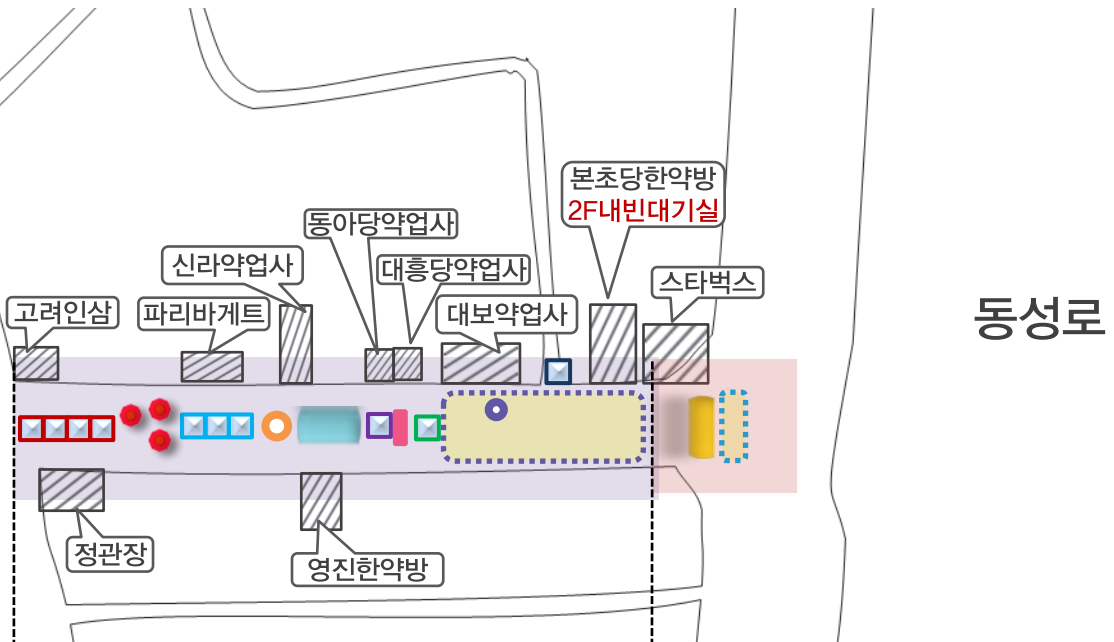 본초당한약방
2F내빈대기실
동아당약업사
신라약업사
대흥당약업사
스타벅스
고려인삼
파리바게트
대보약업사
동성로
정관장
영진한약방